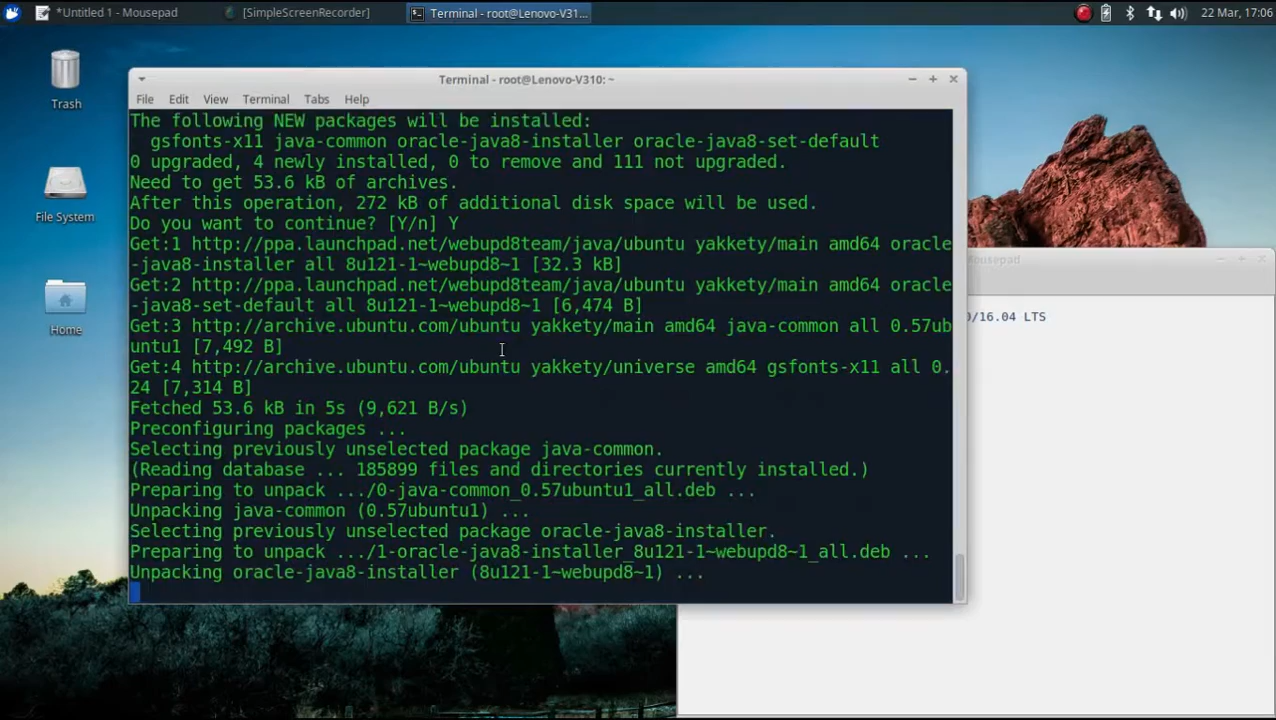 *Untitled 1 - Mousepad
[SimpleScreenRecorder]
Terminal - root@Lenovo-V31...
22 Mar, 17:06
Trash
File System
Home
Terminal - root@Lenovo-V310: ~
File Edit View Terminal Tabs Help
The following NEW packages will be installed:
gsfonts-x11 java-common oracle-java8-installer oracle-java8-set-default
0 upgraded, 4 newly installed, 0 to remove and 111 not upgraded.
Need to get 53.6 kB of archives.
After this operation, 272 kB of additional disk space will be used.
Do you want to continue? [Y/n] Y
Get:1 http://ppa.launchpad.net/webupd8team/java/ubuntu yakkety/main amd64 oracle
-java8-installer all 8u121-1~webupd8~1 [32.3 kB]
Get:2 http://ppa.launchpad.net/webupd8team/java/ubuntu yakkety/main amd64 oracle
-java8-set-default all 8u121-1~webupd8~1 [6,474 B]
Get:3 http://archive.ubuntu.com/ubuntu yakkety/main amd64 java-common all 0.57ub
untu1 [7,492 B]
Get:4 http://archive.ubuntu.com/ubuntu yakkety/universe amd64 gsfonts-x11 all 0.
24 [7,314 B]
Fetched 53.6 kB in 5s (9,621 B/s)
Preconfiguring packages ...
Selecting previously unselected package java-common.
(Reading database ... 185899 files and directories currently installed.)
Preparing to unpack .../0-java-common_0.57ubuntu1_all.deb ...
Unpacking java-common (0.57ubuntu1) ...
Selecting previously unselected package oracle-java8-installer.
Preparing to unpack .../1-oracle-java8-installer_8u121-1~webupd8~1_all.deb ...
Unpacking oracle-java8-installer (8u121-1~webupd8~1) ...
Mousepad
0/16.04 LTS